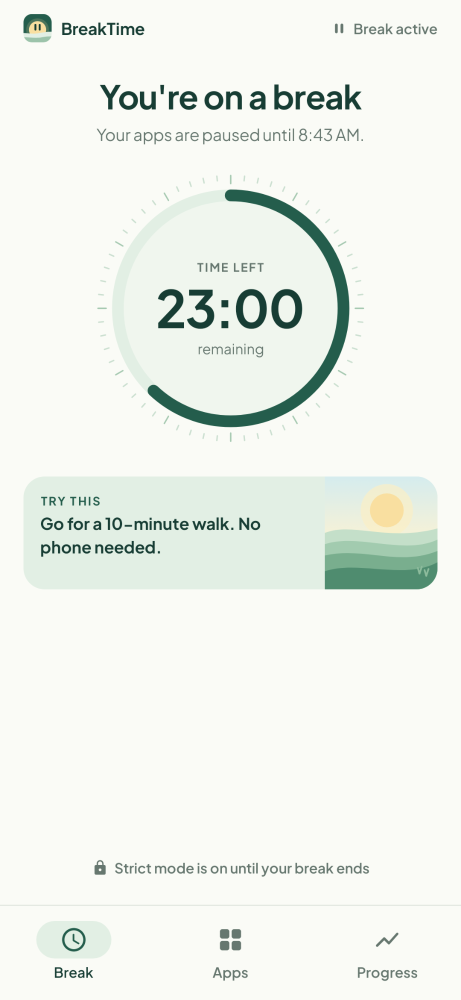 BreakTime
Break active
You're on a break
Your apps are paused until 8:43 AM.
TIME LEFT
23:00
remaining
TRY THIS
Go for a 10-minute walk. No
phone needed.
Strict mode is on until your break ends
Break
Apps
Progress